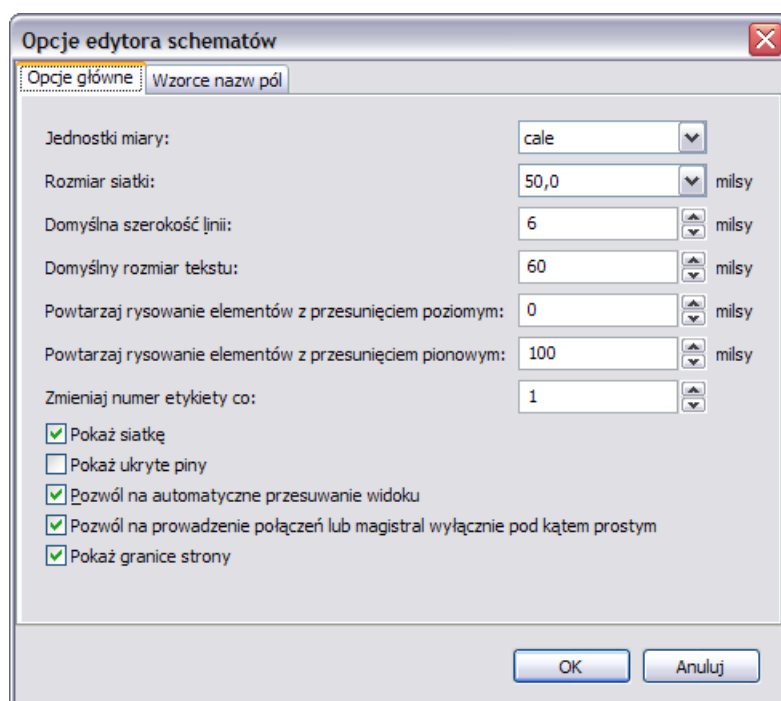 Opcje edytora schematów
Opcje główne Wzorce nazw pól
Jednostki miary: cale
Rozmiar siatki: 50,0 milsy
Domyślna szerokość linii: 6 milsy
Domyślny rozmiar tekstu: 60 milsy
Powtarzaj rysowanie elementów z przesunięciem poziomym: 0 milsy
Powtarzaj rysowanie elementów z przesunięciem pionowym: 100 milsy
Zmieniaj numer etykiety co: 1
Pokaż siatkę
Pokaż ukryte piny
Pozwól na automatyczne przesuwanie widoku
Pozwól na prowadzenie połączeń lub magistral wyłącznie pod kątem prostym
Pokaż granice strony
OK Anuluj